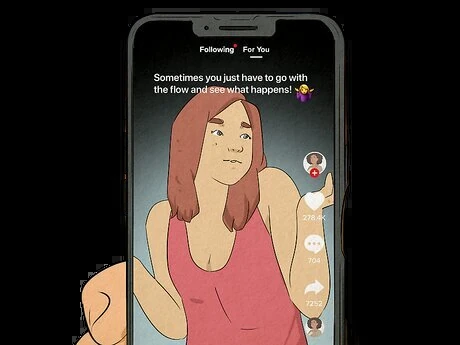 Following For You
Sometimes you just have to go with
the flow and see what happens! 🤷‍♀️
278.4K
704
7252